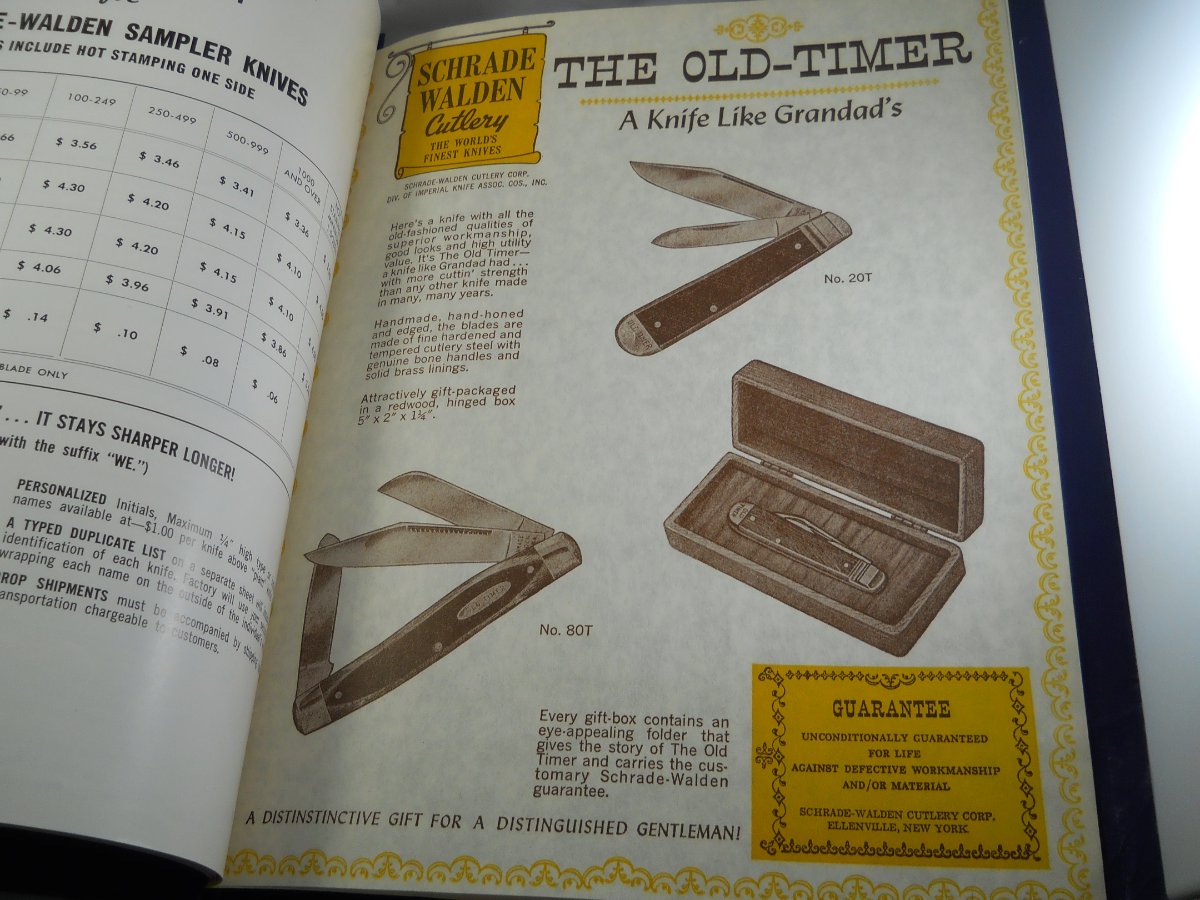 E-WALDEN SAMPLER KNIVES
S INCLUDE HOT STAMPING ONE SIDE
0-99 100-249 250-499 500-999 1000 AND OVER
66 $ 3.56 $ 3.46 $ 3.41 $ 3.36
$ 4.30 $ 4.20 $ 4.15 $ 4.10
$ 4.30 $ 4.20 $ 4.15 $ 4.10
$ 4.06 $ 3.96 $ 3.91 $ 3.86
$ .14 $ .10 $ .08 $ .06
BLADE ONLY
... IT STAYS SHARPER LONGER!
with the suffix "WE.")
PERSONALIZED Initials, Maximum ¼" high type
names available at—$1.00 per knife above
A TYPED DUPLICATE LIST on a separate sheet
identification of each knife. Factory will use
wrapping each name on the outside of the
ROP SHIPMENTS must be accompanied by
ansportation chargeable to customers.
SCHRADE
WALDEN
Cutlery
THE WORLD'S
FINEST KNIVES
SCHRADE-WALDEN CUTLERY CORP.
DIV. OF IMPERIAL KNIFE ASSOC. COS., INC.
THE OLD-TIMER
A Knife Like Grandad's
Here's a knife with all the
old-fashioned qualities of
superior workmanship,
good looks and high utility
value. It's The Old Timer—
a knife like Grandad had...
with more cuttin' strength
than any other knife made
in many, many years.
Handmade, hand-honed
and edged, the blades are
made of fine hardened and
tempered cutlery steel with
genuine bone handles and
solid brass linings.
Attractively gift-packaged
in a redwood, hinged box
5" x 2" x 1¼".
No. 20T
OLD TIMER
No. 80T
Every gift-box contains an
eye-appealing folder that
gives the story of The Old
Timer and carries the cus-
tomary Schrade-Walden
guarantee.
A DISTINSTINCTIVE GIFT FOR A DISTINGUISHED GENTLEMAN!
GUARANTEE
UNCONDITIONALLY GUARANTEED
FOR LIFE
AGAINST DEFECTIVE WORKMANSHIP
AND/OR MATERIAL
SCHRADE-WALDEN CUTLERY CORP.
ELLENVILLE, NEW YORK